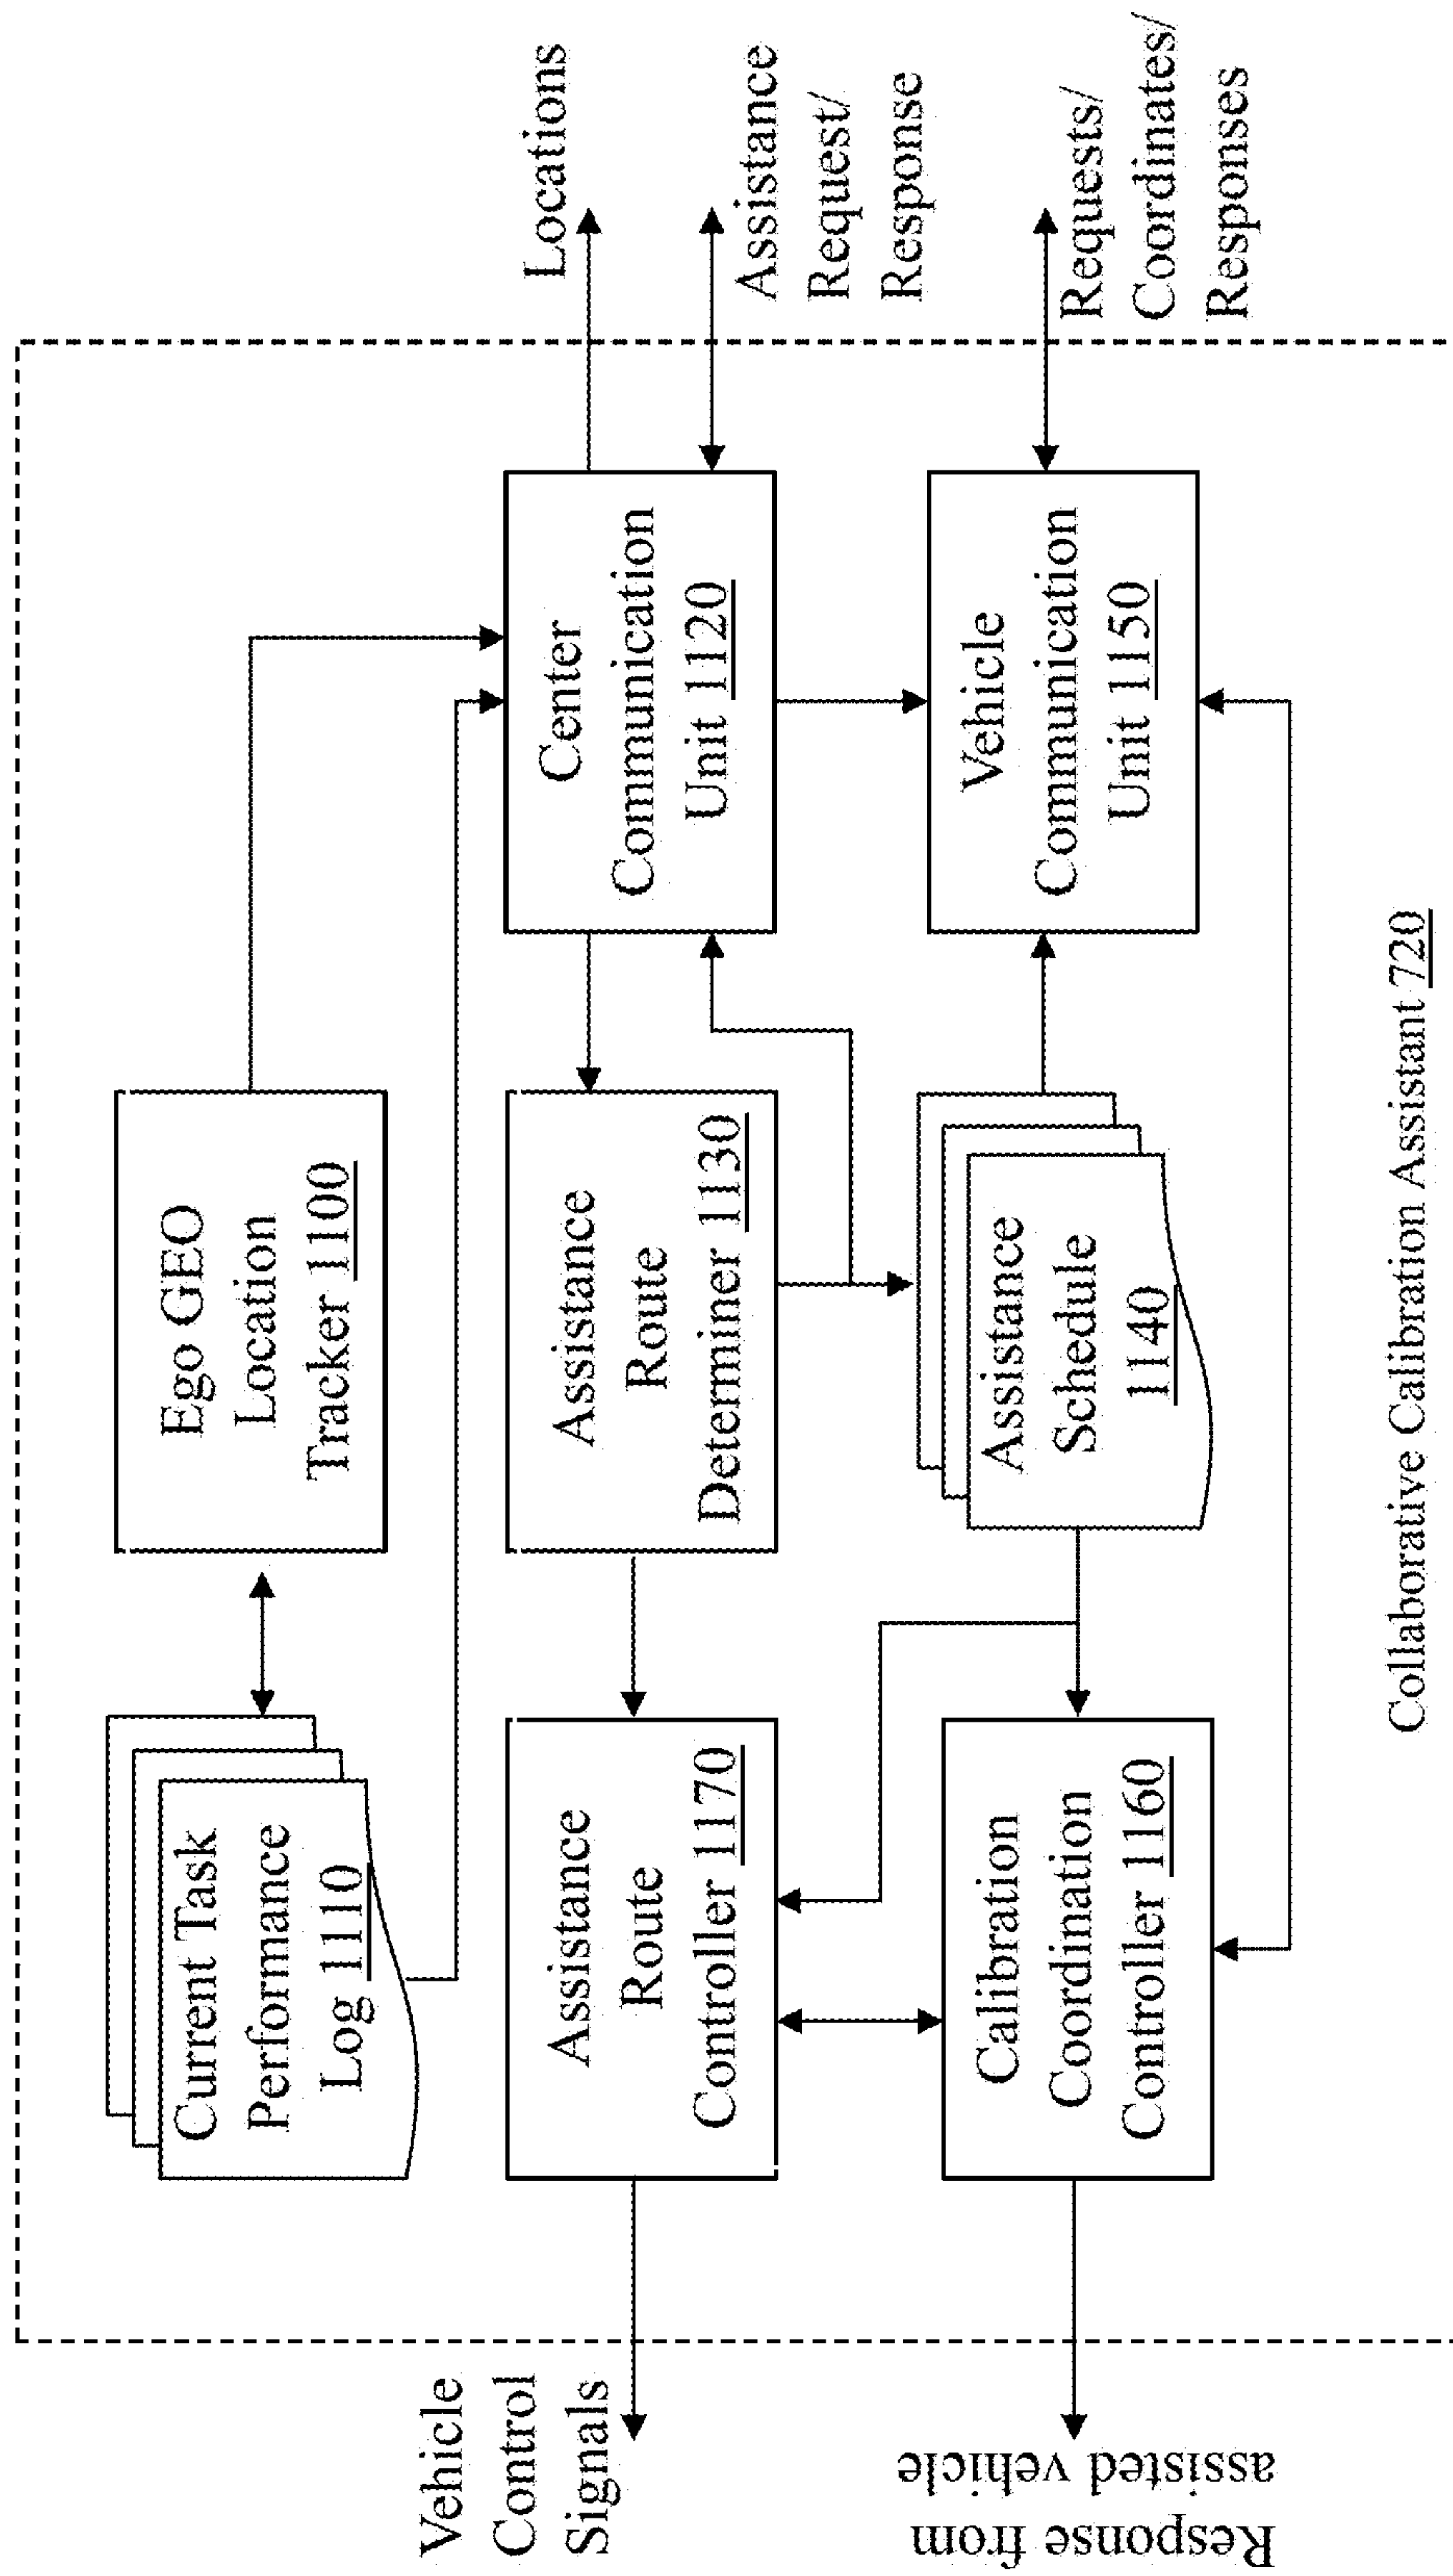 Current Task
Performance
Log 1110
Ego GEO
Location
Tracker 1100
Locations
Assistance
Request/
Response
Vehicle
Control
Signals
Assistance
Route
Controller 1170
Assistance
Route
Determiner 1130
Center
Communication
Unit 1120
Requests/
Coordinates/
Responses
Response from
assisted vehicle
Calibration
Coordination
Controller 1160
Assistance
Schedule
1140
Vehicle
Communication
Unit 1150
Collaborative Calibration Assistant 720